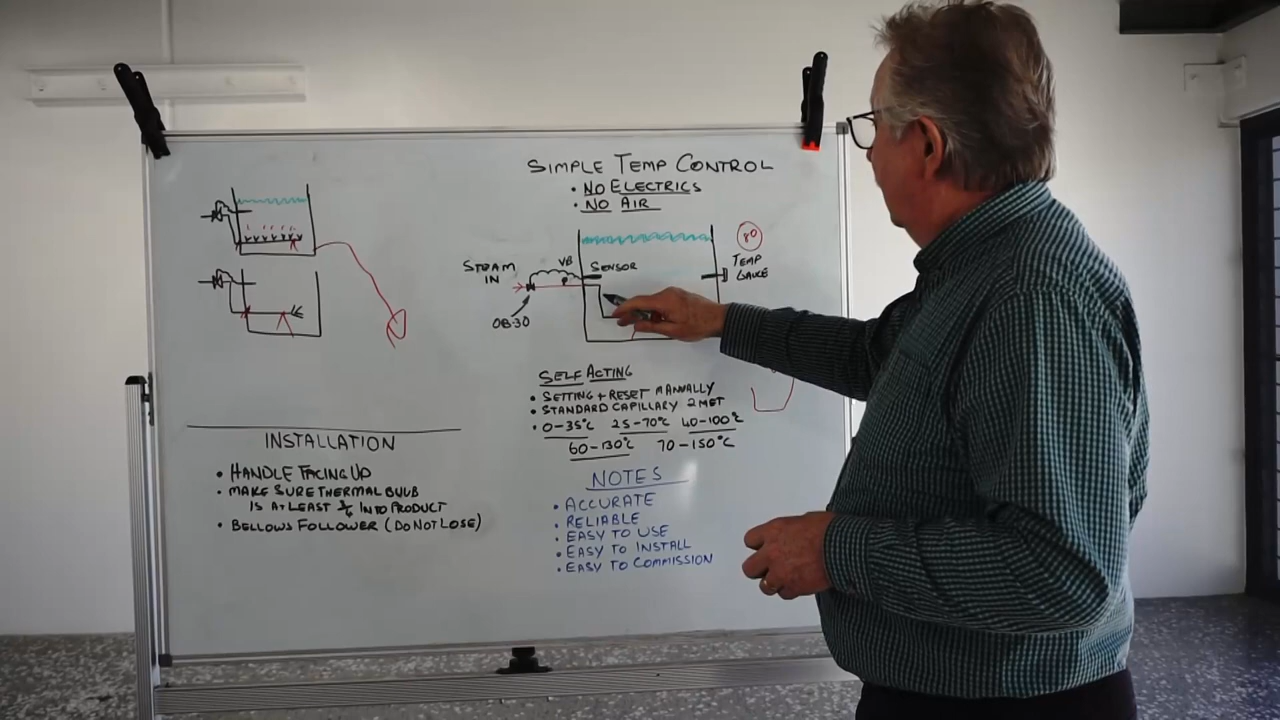 SIMPLE TEMP CONTROL
• NO ELECTRICS
• NO AIR
STEAM IN
VB
SENSOR
80
TEMP GAUGE
OB-30
SELF ACTING
• SETTING + RESET MANUALLY
• STANDARD CAPILLARY 2 MET
• 0-35°C 25-70°C 40-100°C
60-130°C 70-150°C
NOTES
• ACCURATE
• RELIABLE
• EASY TO USE
• EASY TO INSTALL
• EASY TO COMMISSION
INSTALLATION
• HANDLE FACING UP
• MAKE SURE THERMAL BULB
IS AT LEAST 3/4 INTO PRODUCT
• BELLOWS FOLLOWER (DO NOT LOSE)